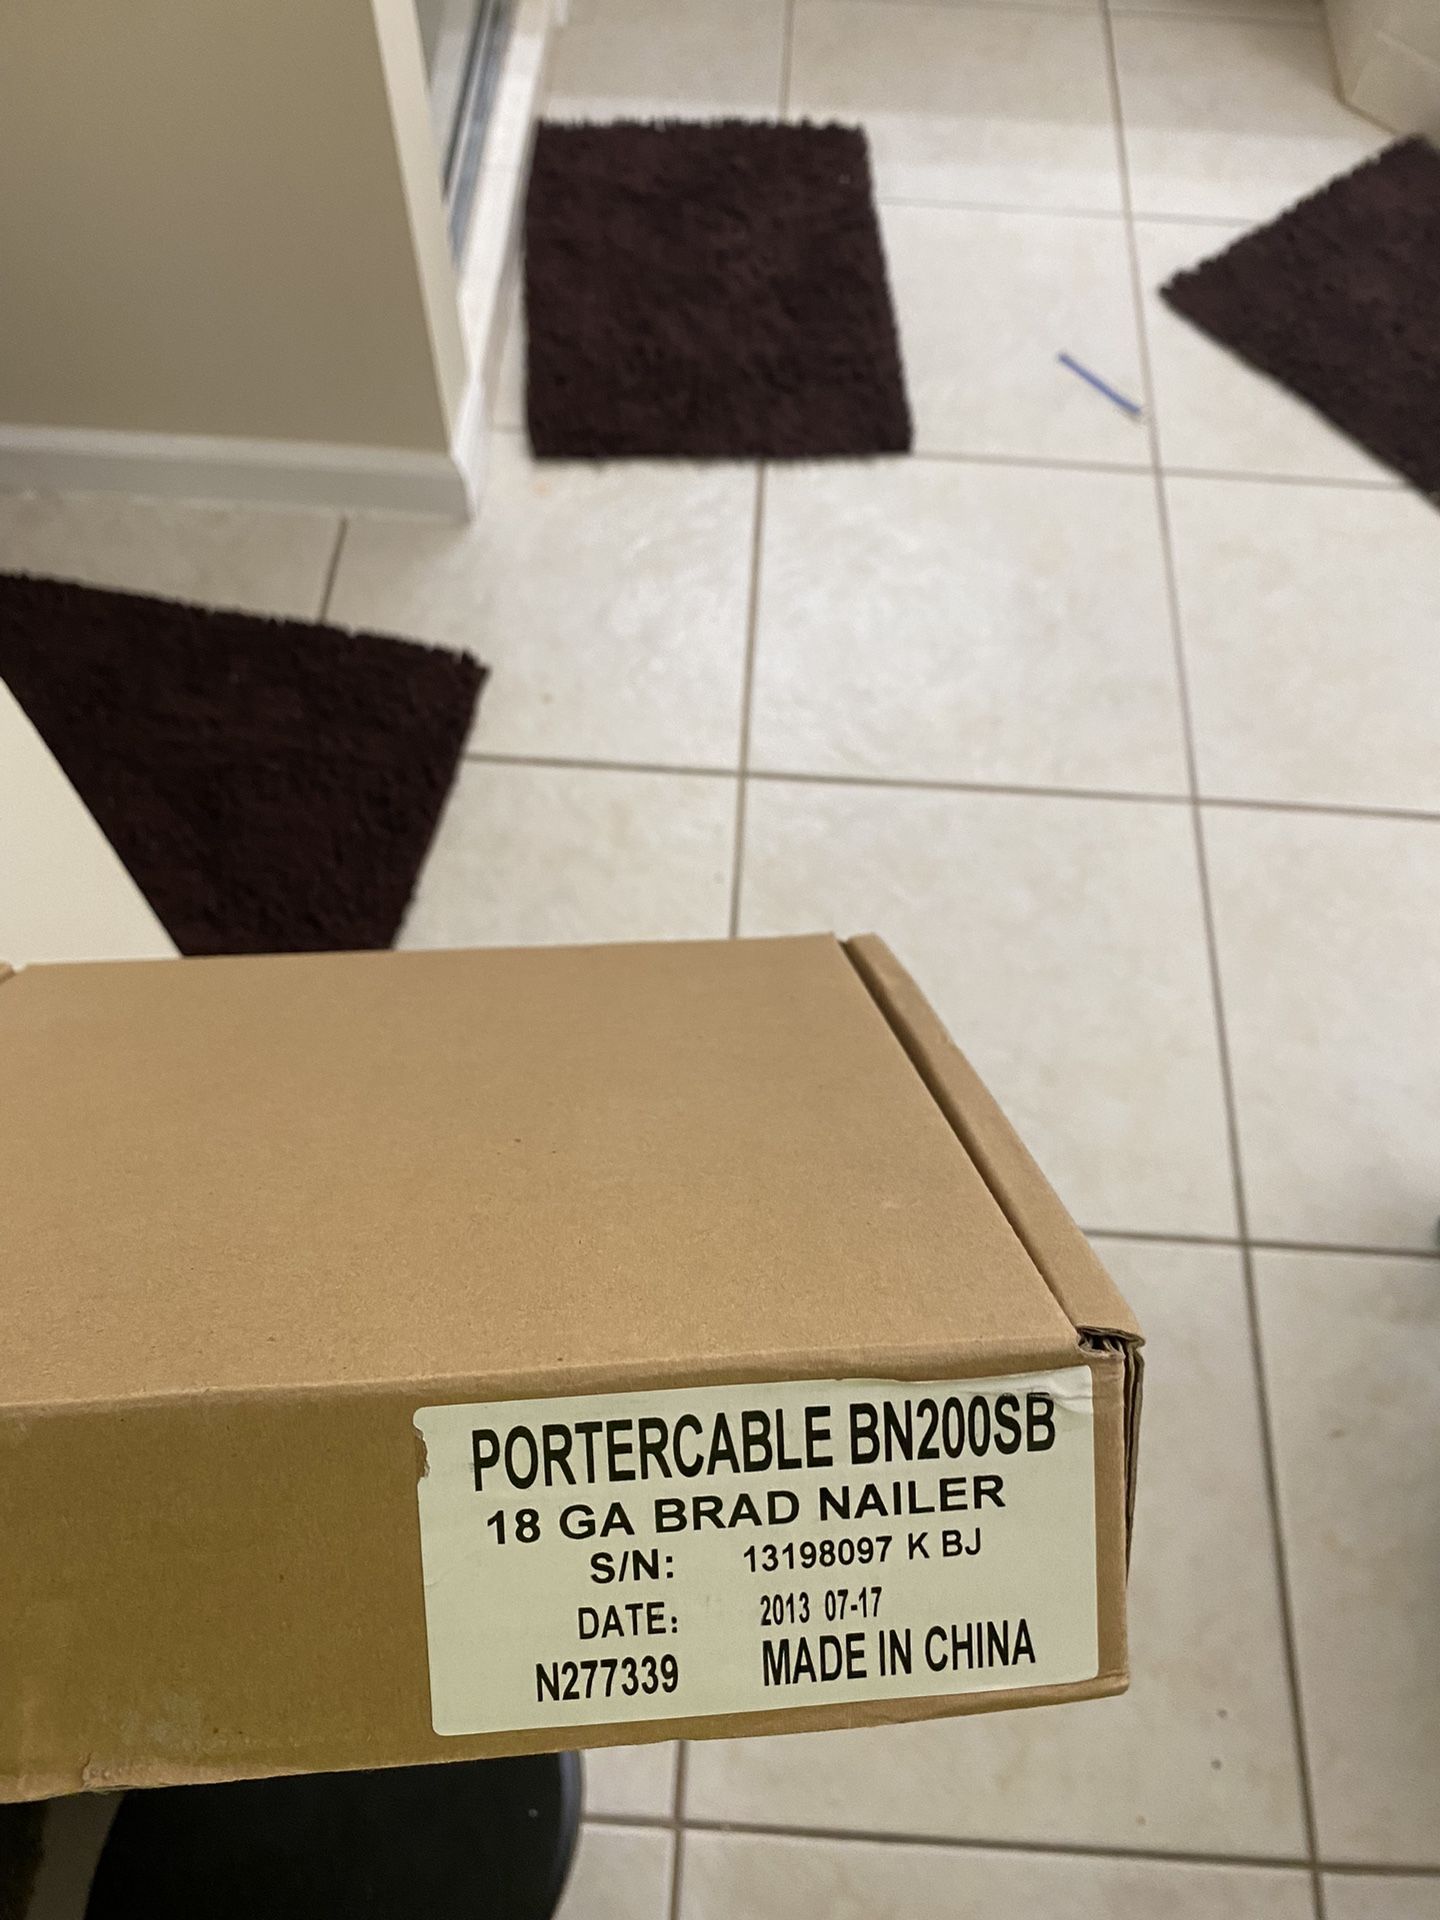 PORTERCABLE BN200SB
18 GA BRAD NAILER
S/N: 13198097 K BJ
DATE: 2013 07-17
N277339 MADE IN CHINA